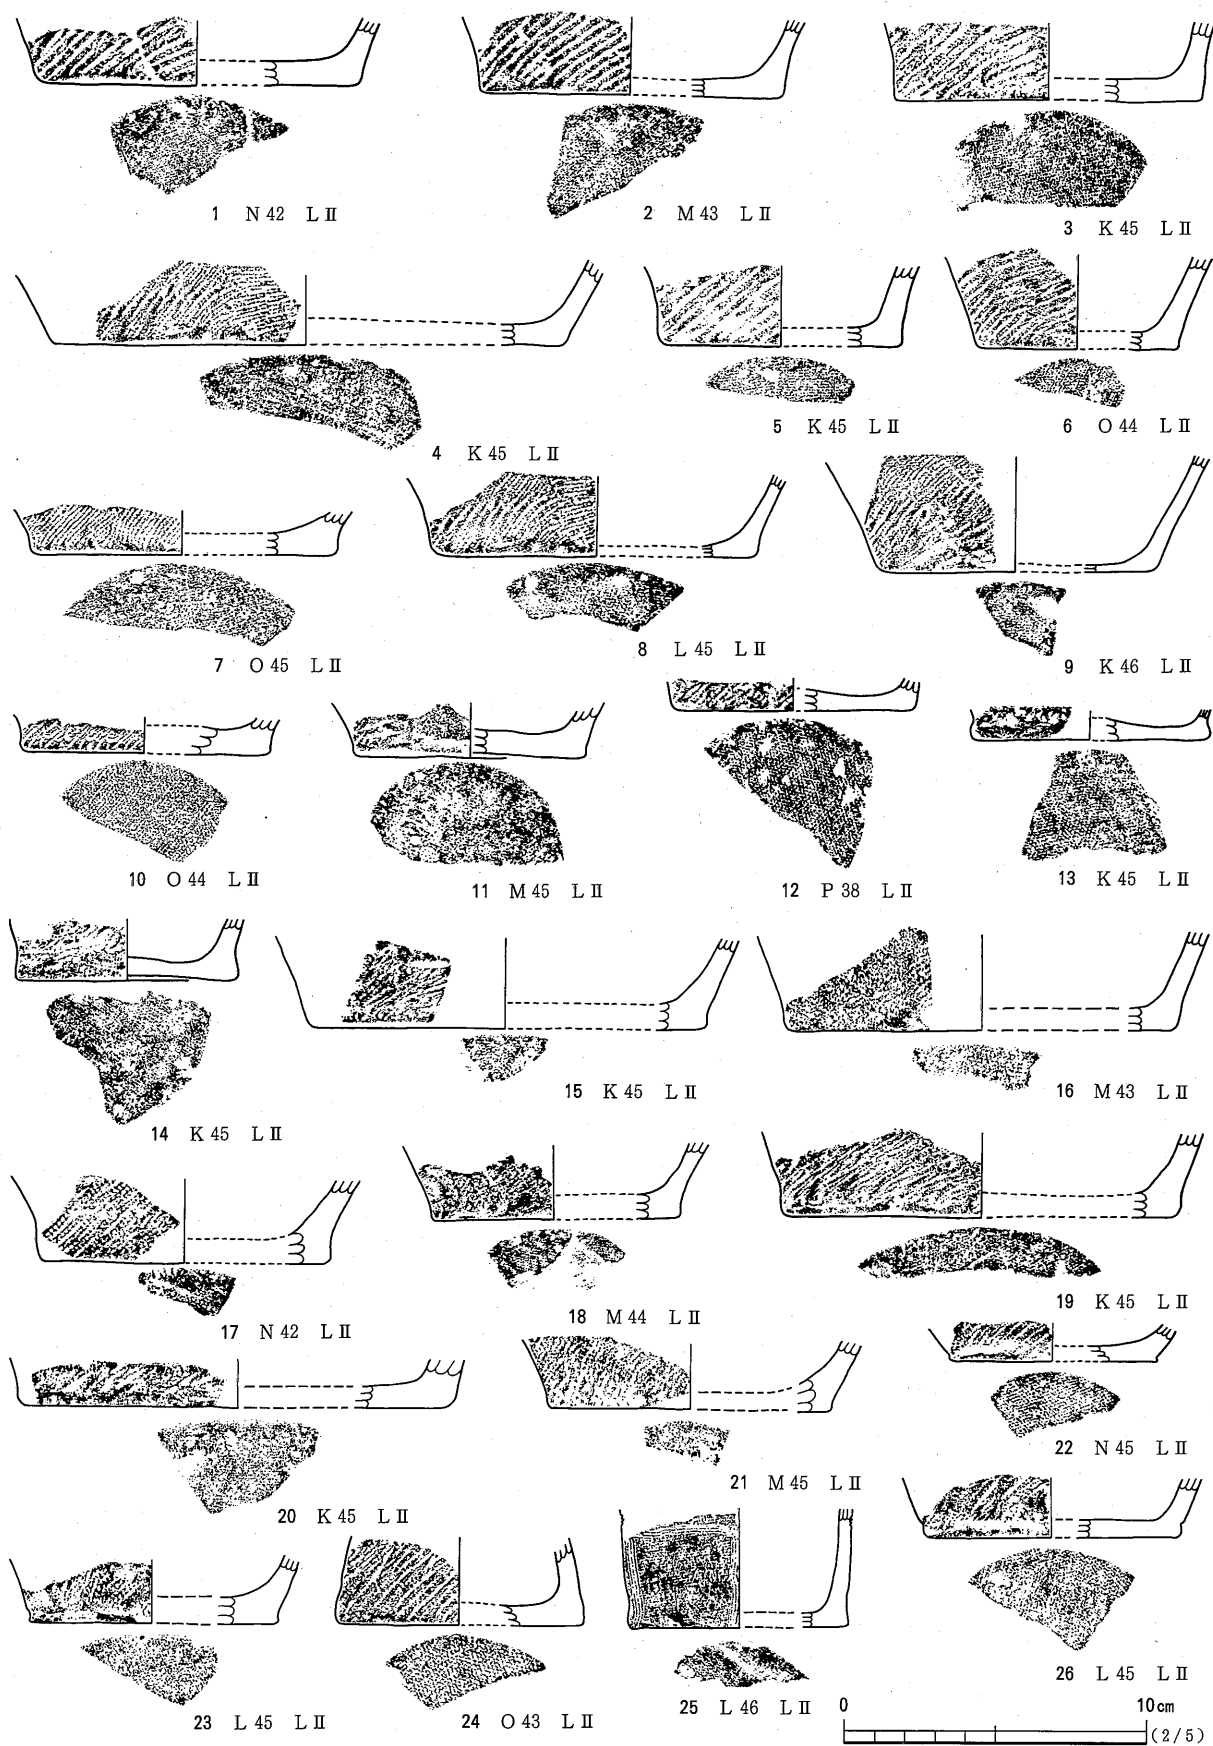 1 N 42 L Ⅱ
2 M 43 L Ⅱ
3 K 45 L Ⅱ
4 K 45 L Ⅱ
5 K 45 L Ⅱ
6 O 44 L Ⅱ
7 O 45 L Ⅱ
8 L 45 L Ⅱ
9 K 46 L Ⅱ
10 O 44 L Ⅱ
11 M 45 L Ⅱ
12 P 38 L Ⅱ
13 K 45 L Ⅱ
14 K 45 L Ⅱ
15 K 45 L Ⅱ
16 M 43 L Ⅱ
17 N 42 L Ⅱ
18 M 44 L Ⅱ
19 K 45 L Ⅱ
20 K 45 L Ⅱ
21 M 45 L Ⅱ
22 N 45 L Ⅱ
23 L 45 L Ⅱ
24 O 43 L Ⅱ
25 L 46 L Ⅱ
26 L 45 L Ⅱ
0 10cm
(2/5)